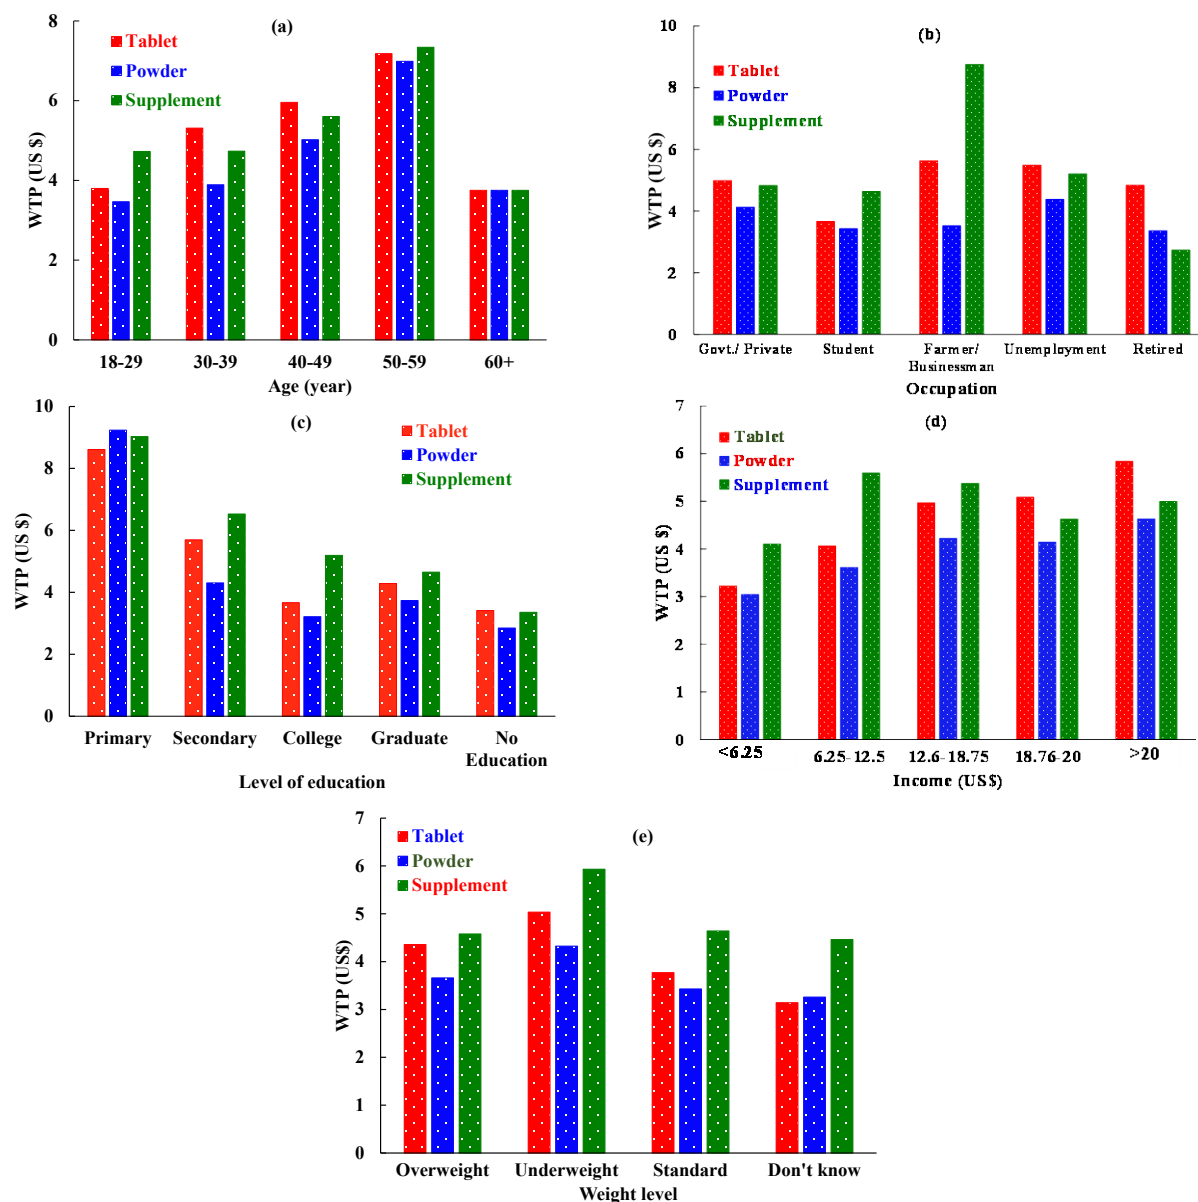 (a)
Tablet
Powder
Supplement
WTP (US $)
8
6
4
2
0
18-29 30-39 40-49 50-59 60+
Age (year)
(b)
Tablet
Powder
Supplement
WTP (US $)
10
8
6
4
2
0
Govt./ Private Student Farmer/ Unemployment Retired
Businessman
Occupation
(c)
Tablet
Powder
Supplement
WTP (US $)
10
8
6
4
2
0
Primary Secondary College Graduate No
Education
Level of education
(d)
Tablet
Powder
Supplement
WTP (US $)
7
6
5
4
3
2
1
0
<6.25 6.25-12.5 12.6-18.75 18.76-20 >20
Income (US$)
(e)
Tablet
Powder
Supplement
WTP (US$)
7
6
5
4
3
2
1
0
Overweight Underweight Standard Don't know
Weight level